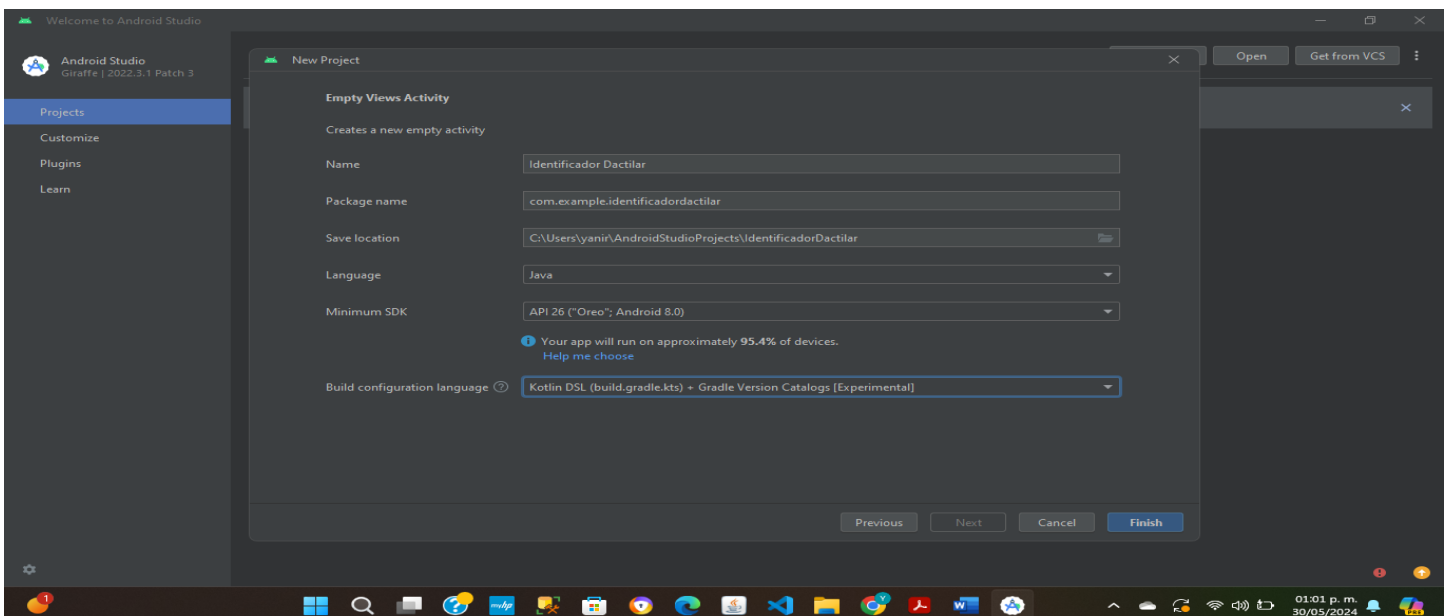 Welcome to Android Studio
Android Studio
Giraffe | 2022.3.1 Patch 3
Open
Get from VCS
Projects
Customize
Plugins
Learn
New Project
Empty Views Activity
Creates a new empty activity
Name
Identificador Dactilar
Package name
com.example.identificadordactilar
Save location
C:\Users\yanir\AndroidStudioProjects\IdentificadorDactilar
Language
Java
Minimum SDK
API 26 ("Oreo"; Android 8.0)
Your app will run on approximately 95.4% of devices.
Help me choose
Build configuration language
Kotlin DSL (build.gradle.kts) + Gradle Version Catalogs [Experimental]
Previous
Next
Cancel
Finish
1
myhp
01:01 p. m.
30/05/2024